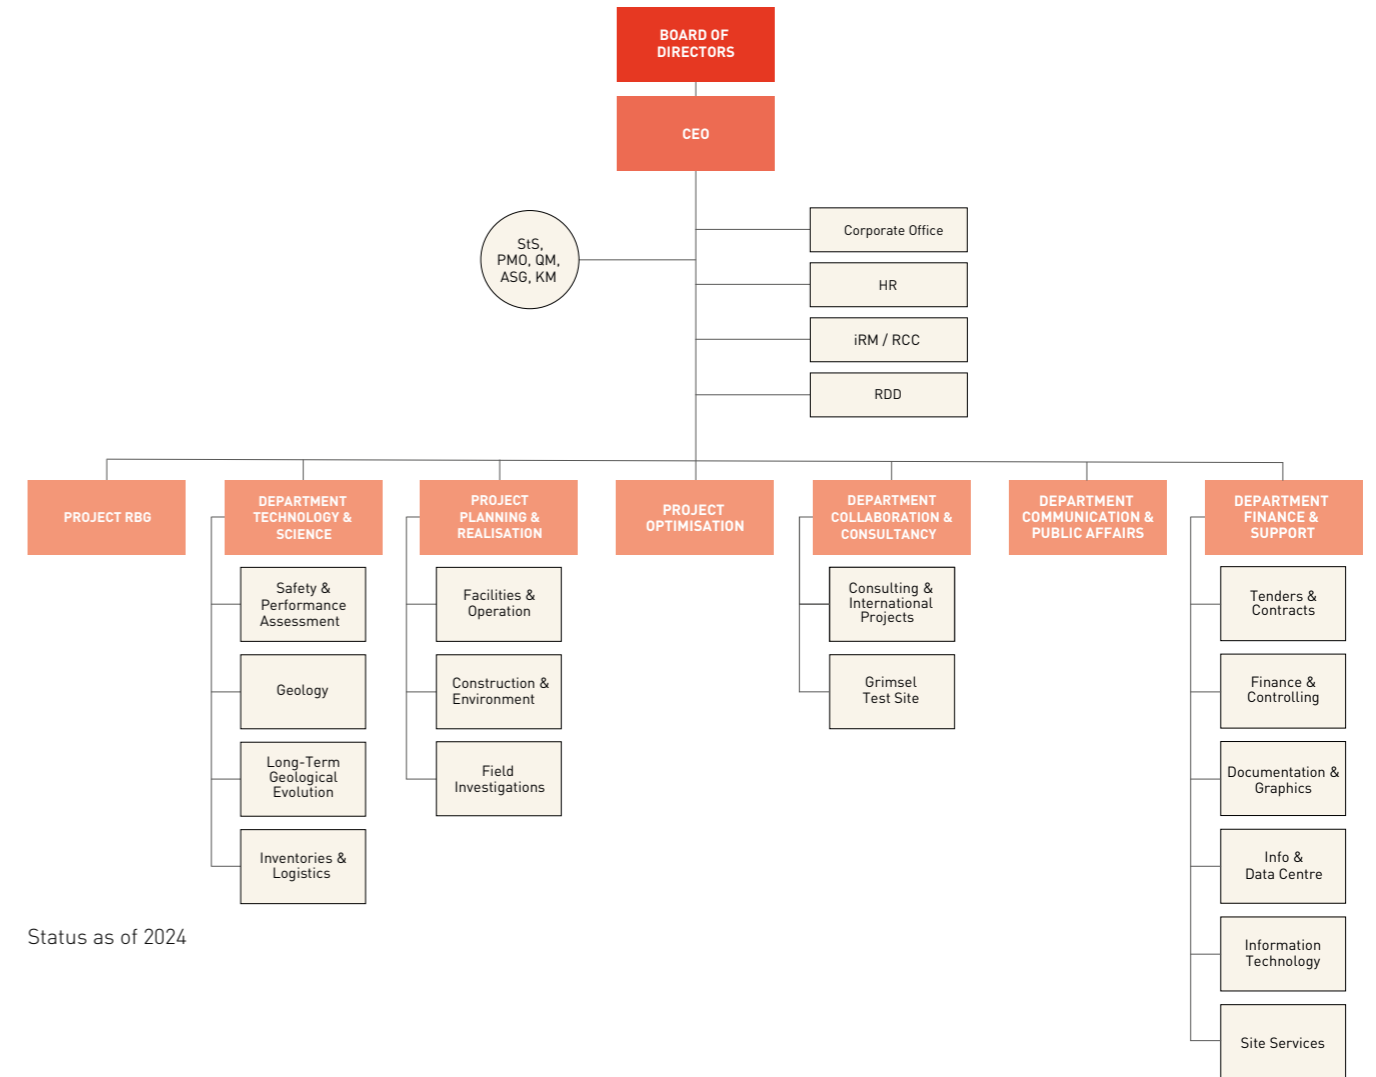 BOARD OF
DIRECTORS
CEO
StS,
PMO, QM,
ASG, KM
Corporate Office
HR
iRM / RCC
RDD
PROJECT RBG
DEPARTMENT
TECHNOLOGY &
SCIENCE
PROJECT
PLANNING &
REALISATION
PROJECT
OPTIMISATION
DEPARTMENT
COLLABORATION &
CONSULTANCY
DEPARTMENT
COMMUNICATION &
PUBLIC AFFAIRS
DEPARTMENT
FINANCE &
SUPPORT
Safety &
Performance
Assessment
Geology
Long-Term
Geological
Evolution
Inventories &
Logistics
Facilities &
Operation
Construction &
Environment
Field
Investigations
Consulting &
International
Projects
Grimsel
Test Site
Tenders &
Contracts
Finance &
Controlling
Documentation &
Graphics
Info &
Data Centre
Information
Technology
Site Services
Status as of 2024